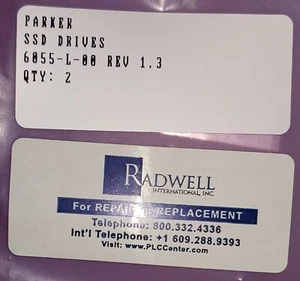 PARKER
SSD DRIVES
6055-L-00 REV 1.3
QTY: 2
R
RADWELL
INTERNATIONAL, INC.
For REPAIR or REPLACEMENT
Telephone: 800.332.4336
Int'l Telephone: +1 609.288.9393
Visit: www.PLCCenter.com